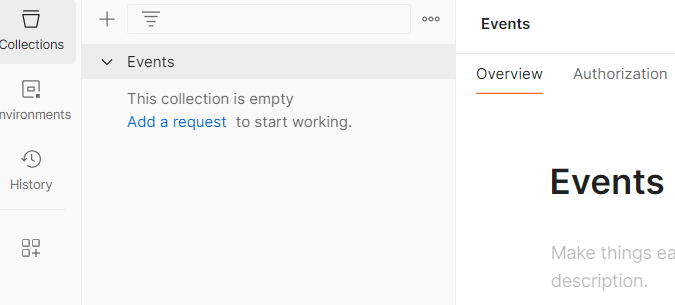 Collections
nvironments
History
Events
This collection is empty
Add a request to start working.
Events
Overview Authorization
Events
Make things ea
description.